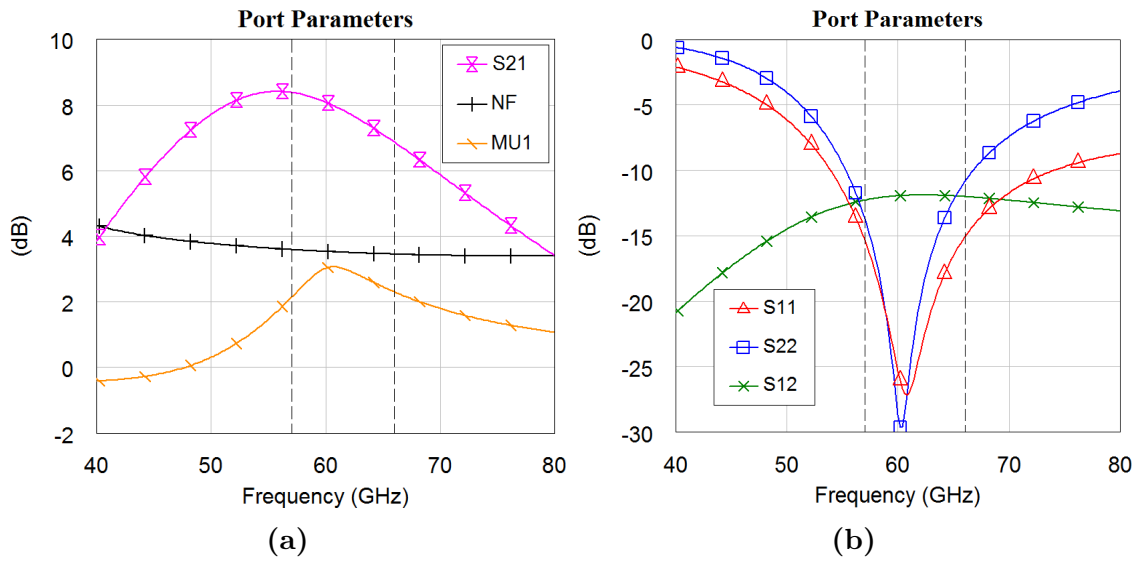 Port Parameters
10
8
6
4
2
0
-2
(dB)
S21
NF
MU1
40
50
60
70
80
Frequency (GHz)
(a)
Port Parameters
0
-5
-10
-15
-20
-25
-30
(dB)
S11
S22
S12
40
50
60
70
80
Frequency (GHz)
(b)